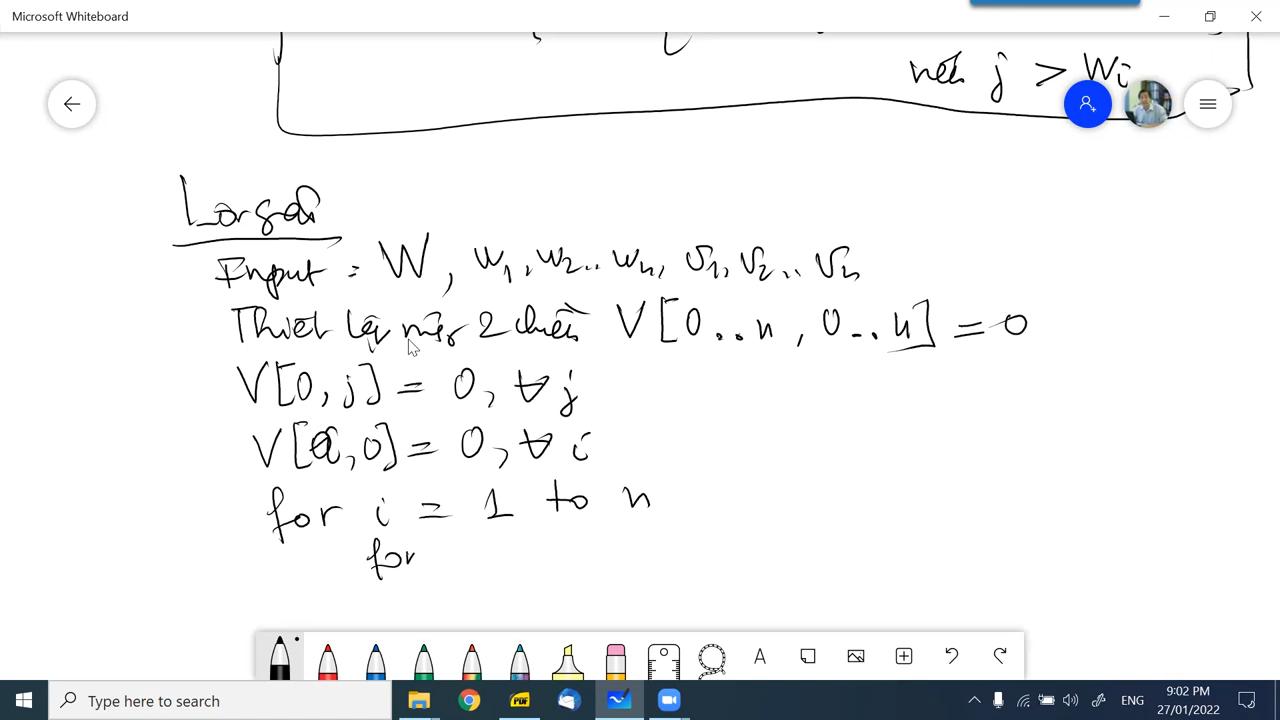 Microsoft Whiteboard
nếu j > Wi
Lời giải
Input = W, w1, w2.. wn, v1, v2.. vn
Thiết lập mảng 2 chiều V[0..n, 0..n] = 0
V[0, j] = 0, ∀ j
V[i, 0] = 0, ∀ i
for i = 1 to n
for
Type here to search
PDF
ENG
9:02 PM
27/01/2022